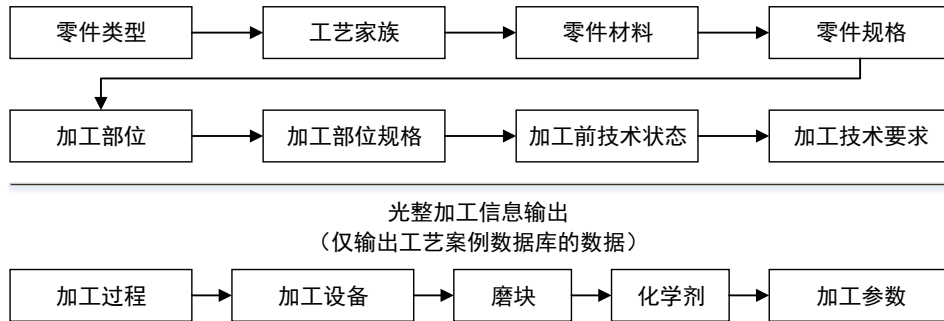 零件类型
工艺家族
零件材料
零件规格
加工部位
加工部位规格
加工前技术状态
加工技术要求
光整加工信息输出
（仅输出工艺案例数据库的数据）
加工过程
加工设备
磨块
化学剂
加工参数